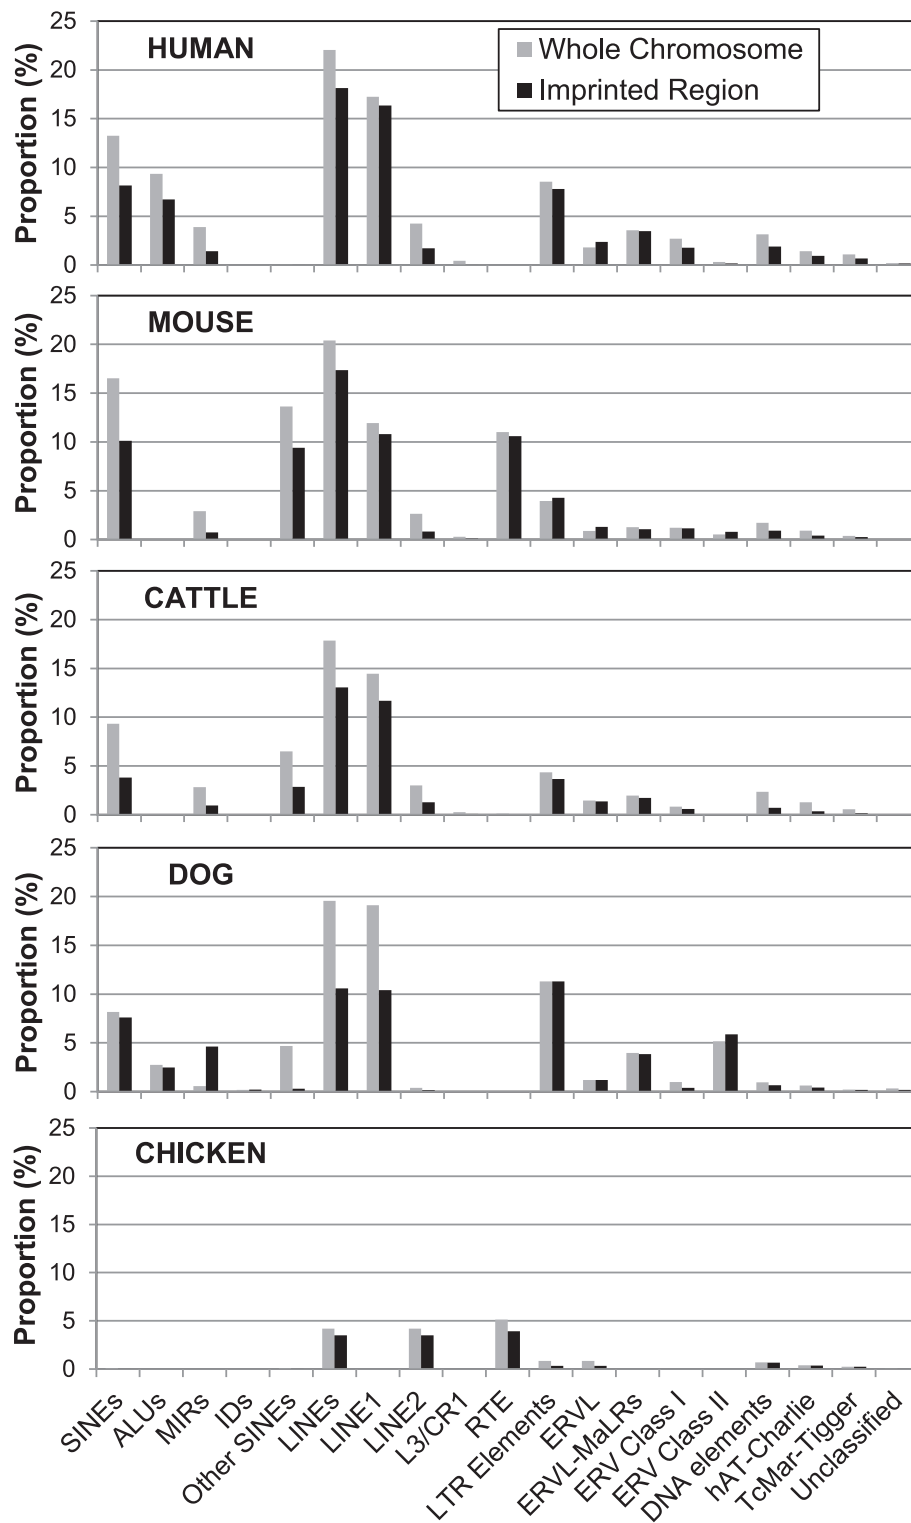 HUMAN
Whole Chromosome
Imprinted Region
Proportion (%)
25
20
15
10
5
0
MOUSE
Proportion (%)
25
20
15
10
5
0
CATTLE
Proportion (%)
25
20
15
10
5
0
DOG
Proportion (%)
25
20
15
10
5
0
CHICKEN
Proportion (%)
25
20
15
10
5
0
SINEs
ALUs
MIRs
IDs
Other SINEs
LINEs
LINE1
LINE2
L3/CR1
RTE
LTR Elements
ERVL
ERVL-MaLRs
ERV Class I
ERV Class II
DNA elements
hAT-Charlie
TcMar-Tigger
Unclassified